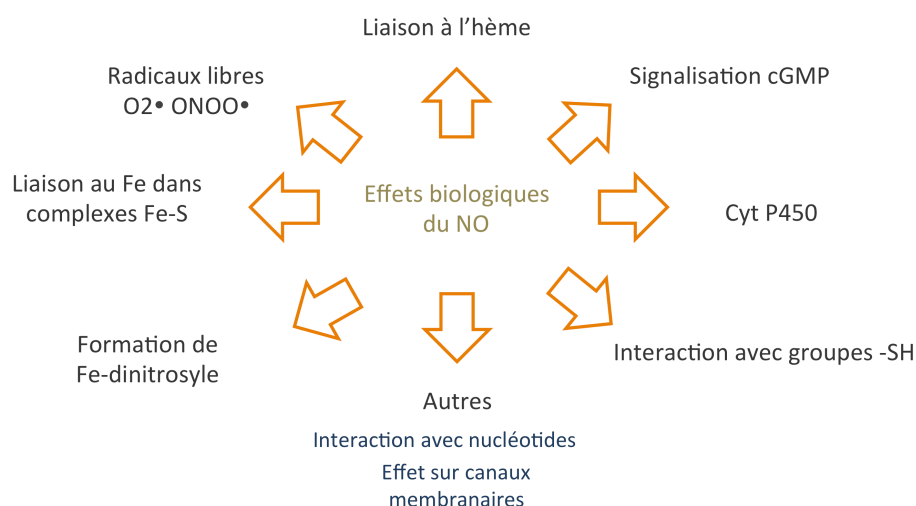 Liaison à l’hème
Radicaux libres
O2• ONOO•
Signalisation cGMP
Liaison au Fe dans
complexes Fe-S
Effets biologiques
du NO
Cyt P450
Formation de
Fe-dinitrosyle
Interaction avec groupes -SH
Autres
Interaction avec nucléotides
Effet sur canaux
membranaires